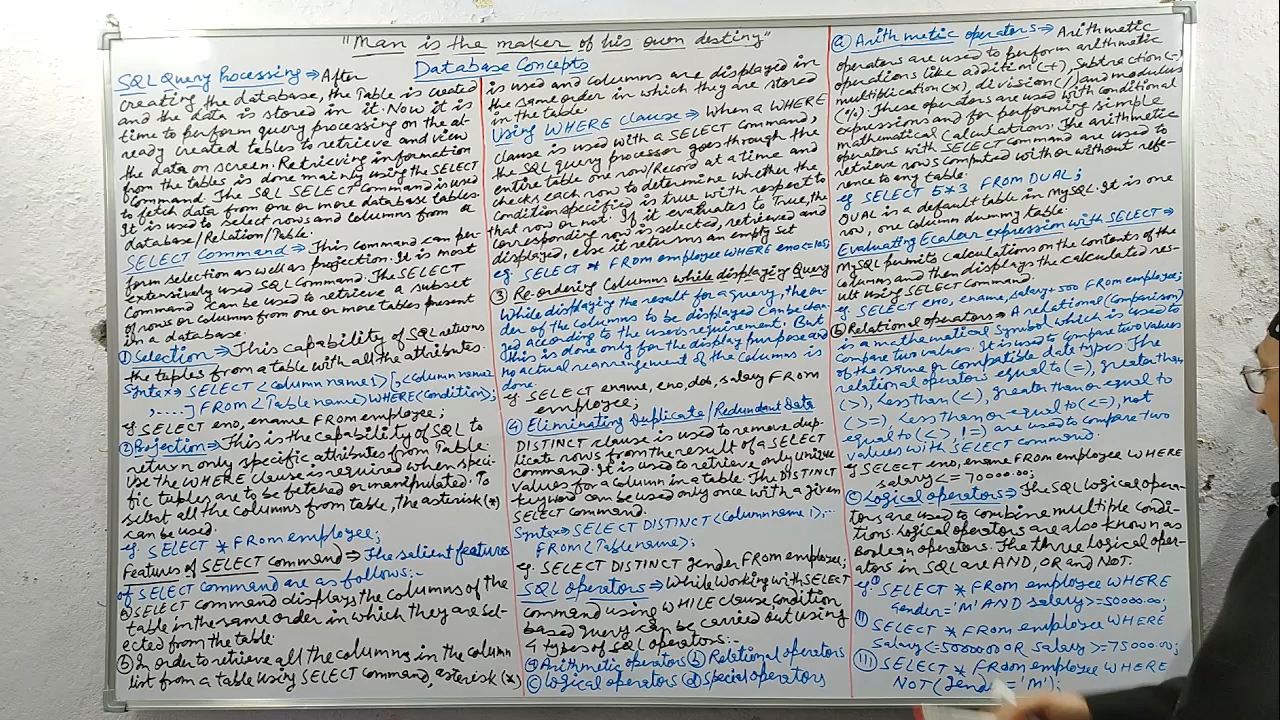 "Man is the maker of his own destiny"
Database Concepts
SQL Query Processing ⇒ After
creating the database, the Table is created
and the data is stored in it. Now it is
time to perform query processing on the al-
ready created tables to retrieve and view
the data on screen. Retrieving information
from the tables is done mainly using the SELECT
Command. The SQL SELECT Command is used
to fetch data from one or more database tables.
It is used to select rows and columns from a
database/Relation/Table.
SELECT Command ⇒ This command can per-
form selection as well as projection. It is most
extensively used SQL Command. The SELECT
Command can be used to retrieve a subset
of rows or columns from one or more tables present
in a database.
① Selection ⇒ This capability of SQL returns
the tuples from a table with all the attributes.
Syntex → SELECT <column name 1> [, <column name
>, ....] FROM <Table name> WHERE (condition);
eg SELECT eno, ename FROM employee;
② Projection ⇒ This is the capability of SQL to
return only specific attributes from Table.
Use the WHERE clause is required when speci-
fic tuples are to be fetched or manipulated. To
select all the columns from table, the asterisk (*)
can be used.
eg. SELECT * FROM employee;
Features of SELECT command ⇒ The salient features
of SELECT command are as follows:-
a) SELECT command displays the columns of the
table in the same order in which they are sel-
ected from the table.
b) In order to retrieve all the columns in the column
list from a table using SELECT Command, asterisk (*)
is used and columns are displayed in
the same order in which they are stored
in the table.
Using WHERE clause ⇒ When a WHERE
clause is used with a SELECT Command,
the SQL query processor goes through the
entire table one row/Record at a time and
checks each row to determine whether the
condition specified is true with respect to
that row or not. If it evaluates to True, the
corresponding row is selected, retrieved and
displayed, else it returns an empty set
eg. SELECT * FROM employee WHERE eno <= 105;
③ Re-ordering Columns while displaying Query
While displaying the result for a query, the or-
der of the columns to be displayed can be chan-
ged according to the user's requirement. But
this is done only for the display purpose and
no actual rearrangement of the columns is
done.
eg SELECT ename, eno, dob, salary FROM
employee;
④ Eliminating Duplicate/Redundant Data
DISTINCT clause is used to remove dup-
licate rows from the result of a SELECT
command. It is used to retrieve only unique
values for a column in a table. The DISTINCT
keyword can be used only once with a given
SELECT command.
Syntex → SELECT DISTINCT <Column name 1>, ...
FROM <Table name>;
eg. SELECT DISTINCT gender FROM employee;
SQL operators ⇒ While working with SELECT
command using WHILE clause, condition
based query can be carried out using
4 types of SQL operators:-
ⓐ Arithmetic operators ⓑ Relational operators
ⓒ Logical operators ⓓ Special operators
ⓐ Arithmetic operators ⇒ Arithmetic
operators are used to perform arithmetic
operations like addition (+), Subtraction (-)
multiplication (×), division (/) and modulus
(%). These operators are used with conditional
expressions and for performing simple
mathematical Calculations. The arithmetic
operators with SELECT command are used to
retrieve rows computed with or without refe-
rence to any table.
eg SELECT 5*3 FROM DUAL;
DUAL is a default table in MySQL. It is one
row, one column dummy table.
Evaluating Scalar expression with SELECT ⇒
MySQL permits calculations on the contents of the
columns and then displays the calculated res-
ult using SELECT Command.
eg SELECT eno, ename, salary+500 FROM employee;
ⓑ Relational operators ⇒ A relational (Comparison)
is a mathematical Symbol which is used to
compare two values. It is used to compare two values
of the same or compatible date types. The
relational operators equal to (=), greater than
(>), Less than (<), greater than or equal to
(>=), Less than or equal to (<=), not
equal to (<>, !=) are used to compare two
values with SELECT command.
eg SELECT eno, ename FROM employee WHERE
salary <= 70000.00;
ⓒ Logical operators ⇒ The SQL logical opera-
tors are used to combine multiple condi-
tions. Logical operators are also known as
Boolean operators. The three logical oper-
ators in SQL are AND, OR and NOT.
eg ① SELECT * FROM employee WHERE
gender='M' AND salary >= 50000.00;
II SELECT * FROM employee WHERE
Salary <= 50000.00 OR salary >= 75000.00;
III SELECT * FROM employee WHERE
NOT (gender = 'M');